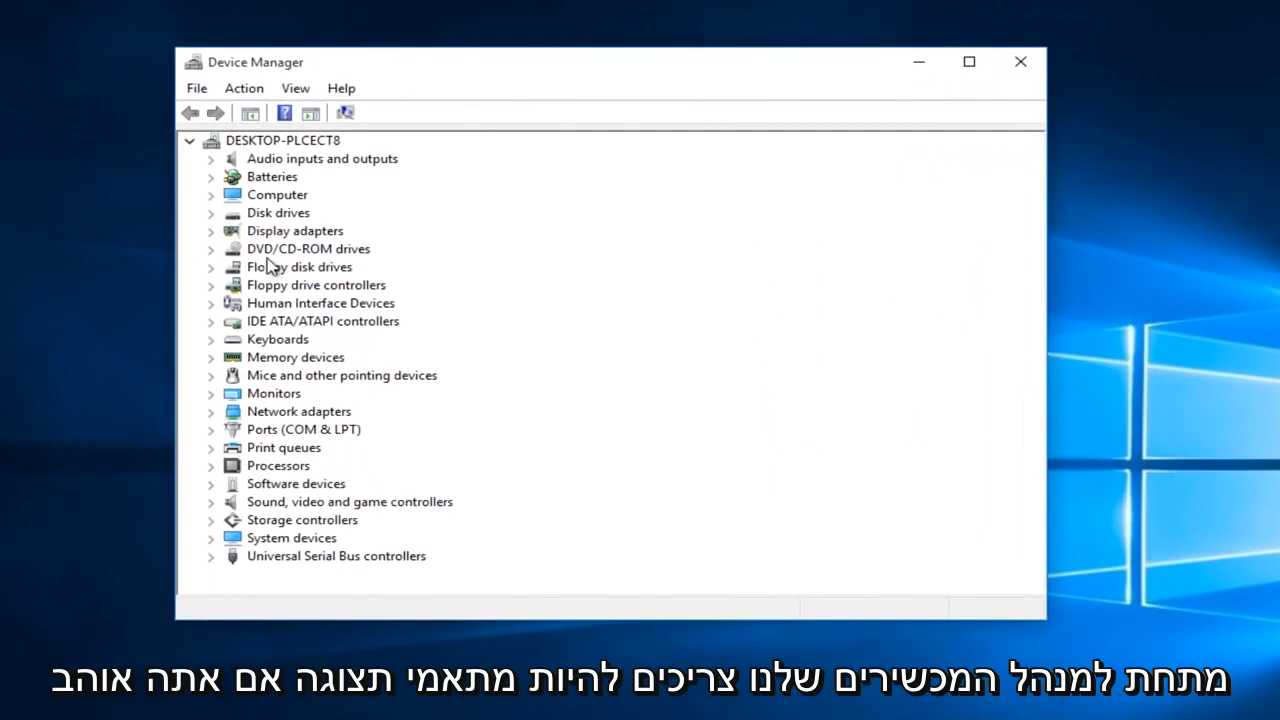 Device Manager
File Action View Help
DESKTOP-PLCECT8
Audio inputs and outputs
Batteries
Computer
Disk drives
Display adapters
DVD/CD-ROM drives
Floppy disk drives
Floppy drive controllers
Human Interface Devices
IDE ATA/ATAPI controllers
Keyboards
Memory devices
Mice and other pointing devices
Monitors
Network adapters
Ports (COM & LPT)
Print queues
Processors
Software devices
Sound, video and game controllers
Storage controllers
System devices
Universal Serial Bus controllers
מתחת למנהל המכשירים שלנו צריכים להיות מתאמי תצוגה אם אתה אוהב